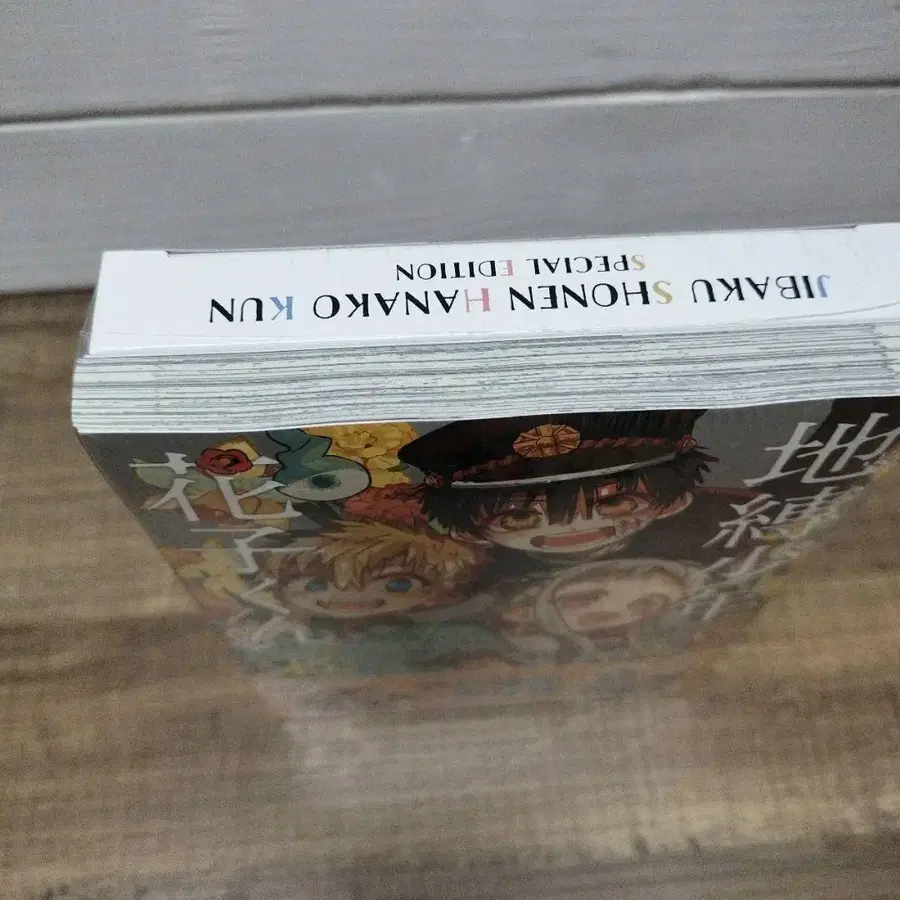 JIBAKU SHONEN HANAKO KUN
SPECIAL EDITION
地縛少年
花子くん